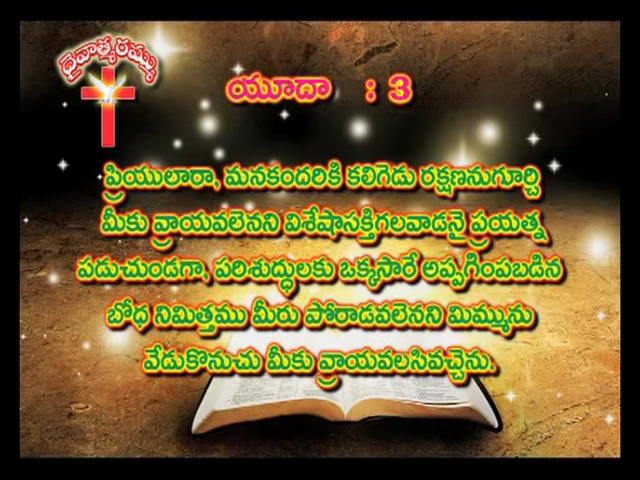 దైవాత్మ రమ్ము
యూదా : 3
ప్రియులారా, మనకందరికి కలిగెడు రక్షణనుగూర్చి
మీకు వ్రాయవలెనని విశేషాసక్తిగలవాడనై ప్రయత్న
పడుచుండగా, పరిశుద్ధులకు ఒక్కసారే అప్పగింపబడిన
బోధ నిమిత్తము మీరు పోరాడవలెనని మిమ్మును
వేడుకొనుచు మీకు వ్రాయవలసివచ్చెను.